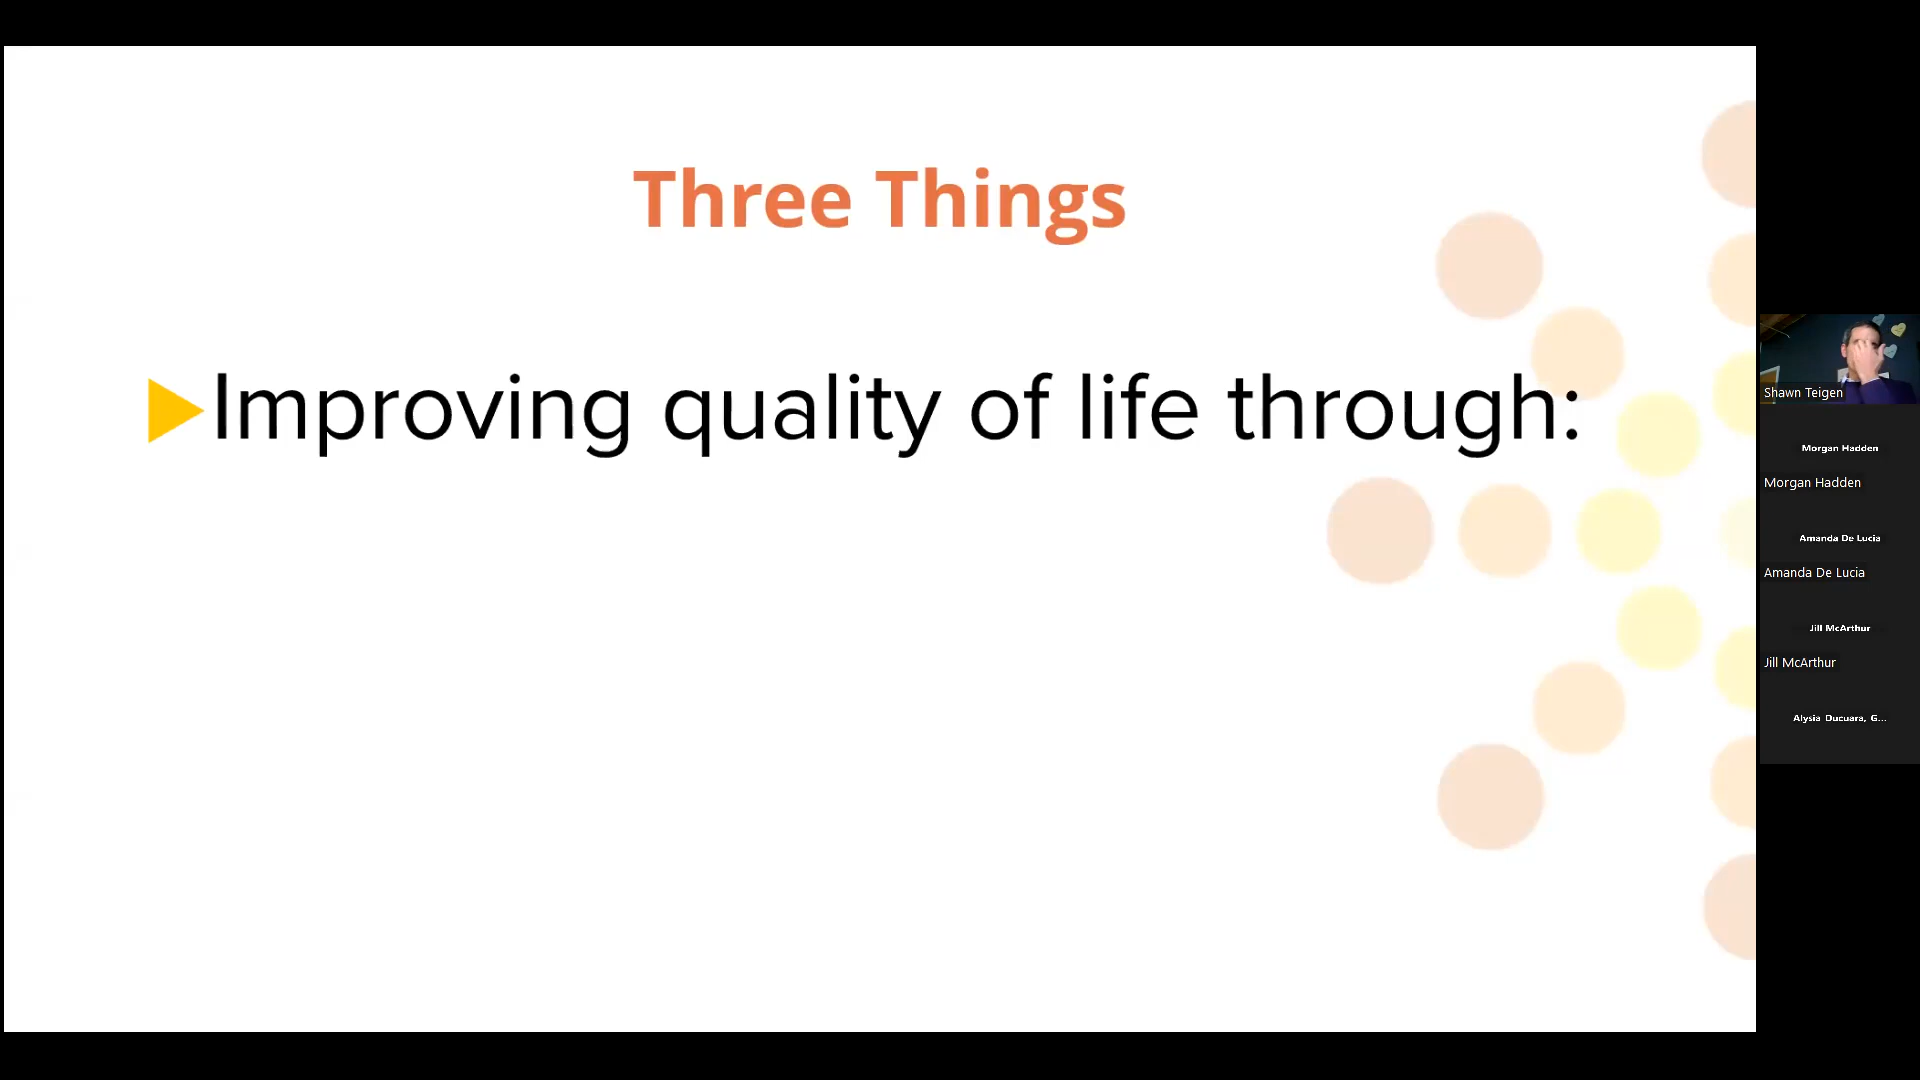 Three Things
Improving quality of life through:
Shawn Teigen
Morgan Hadden
Morgan Hadden
Amanda De Lucia
Amanda De Lucia
Jill McArthur
Jill McArthur
Alysia Ducuara, G...